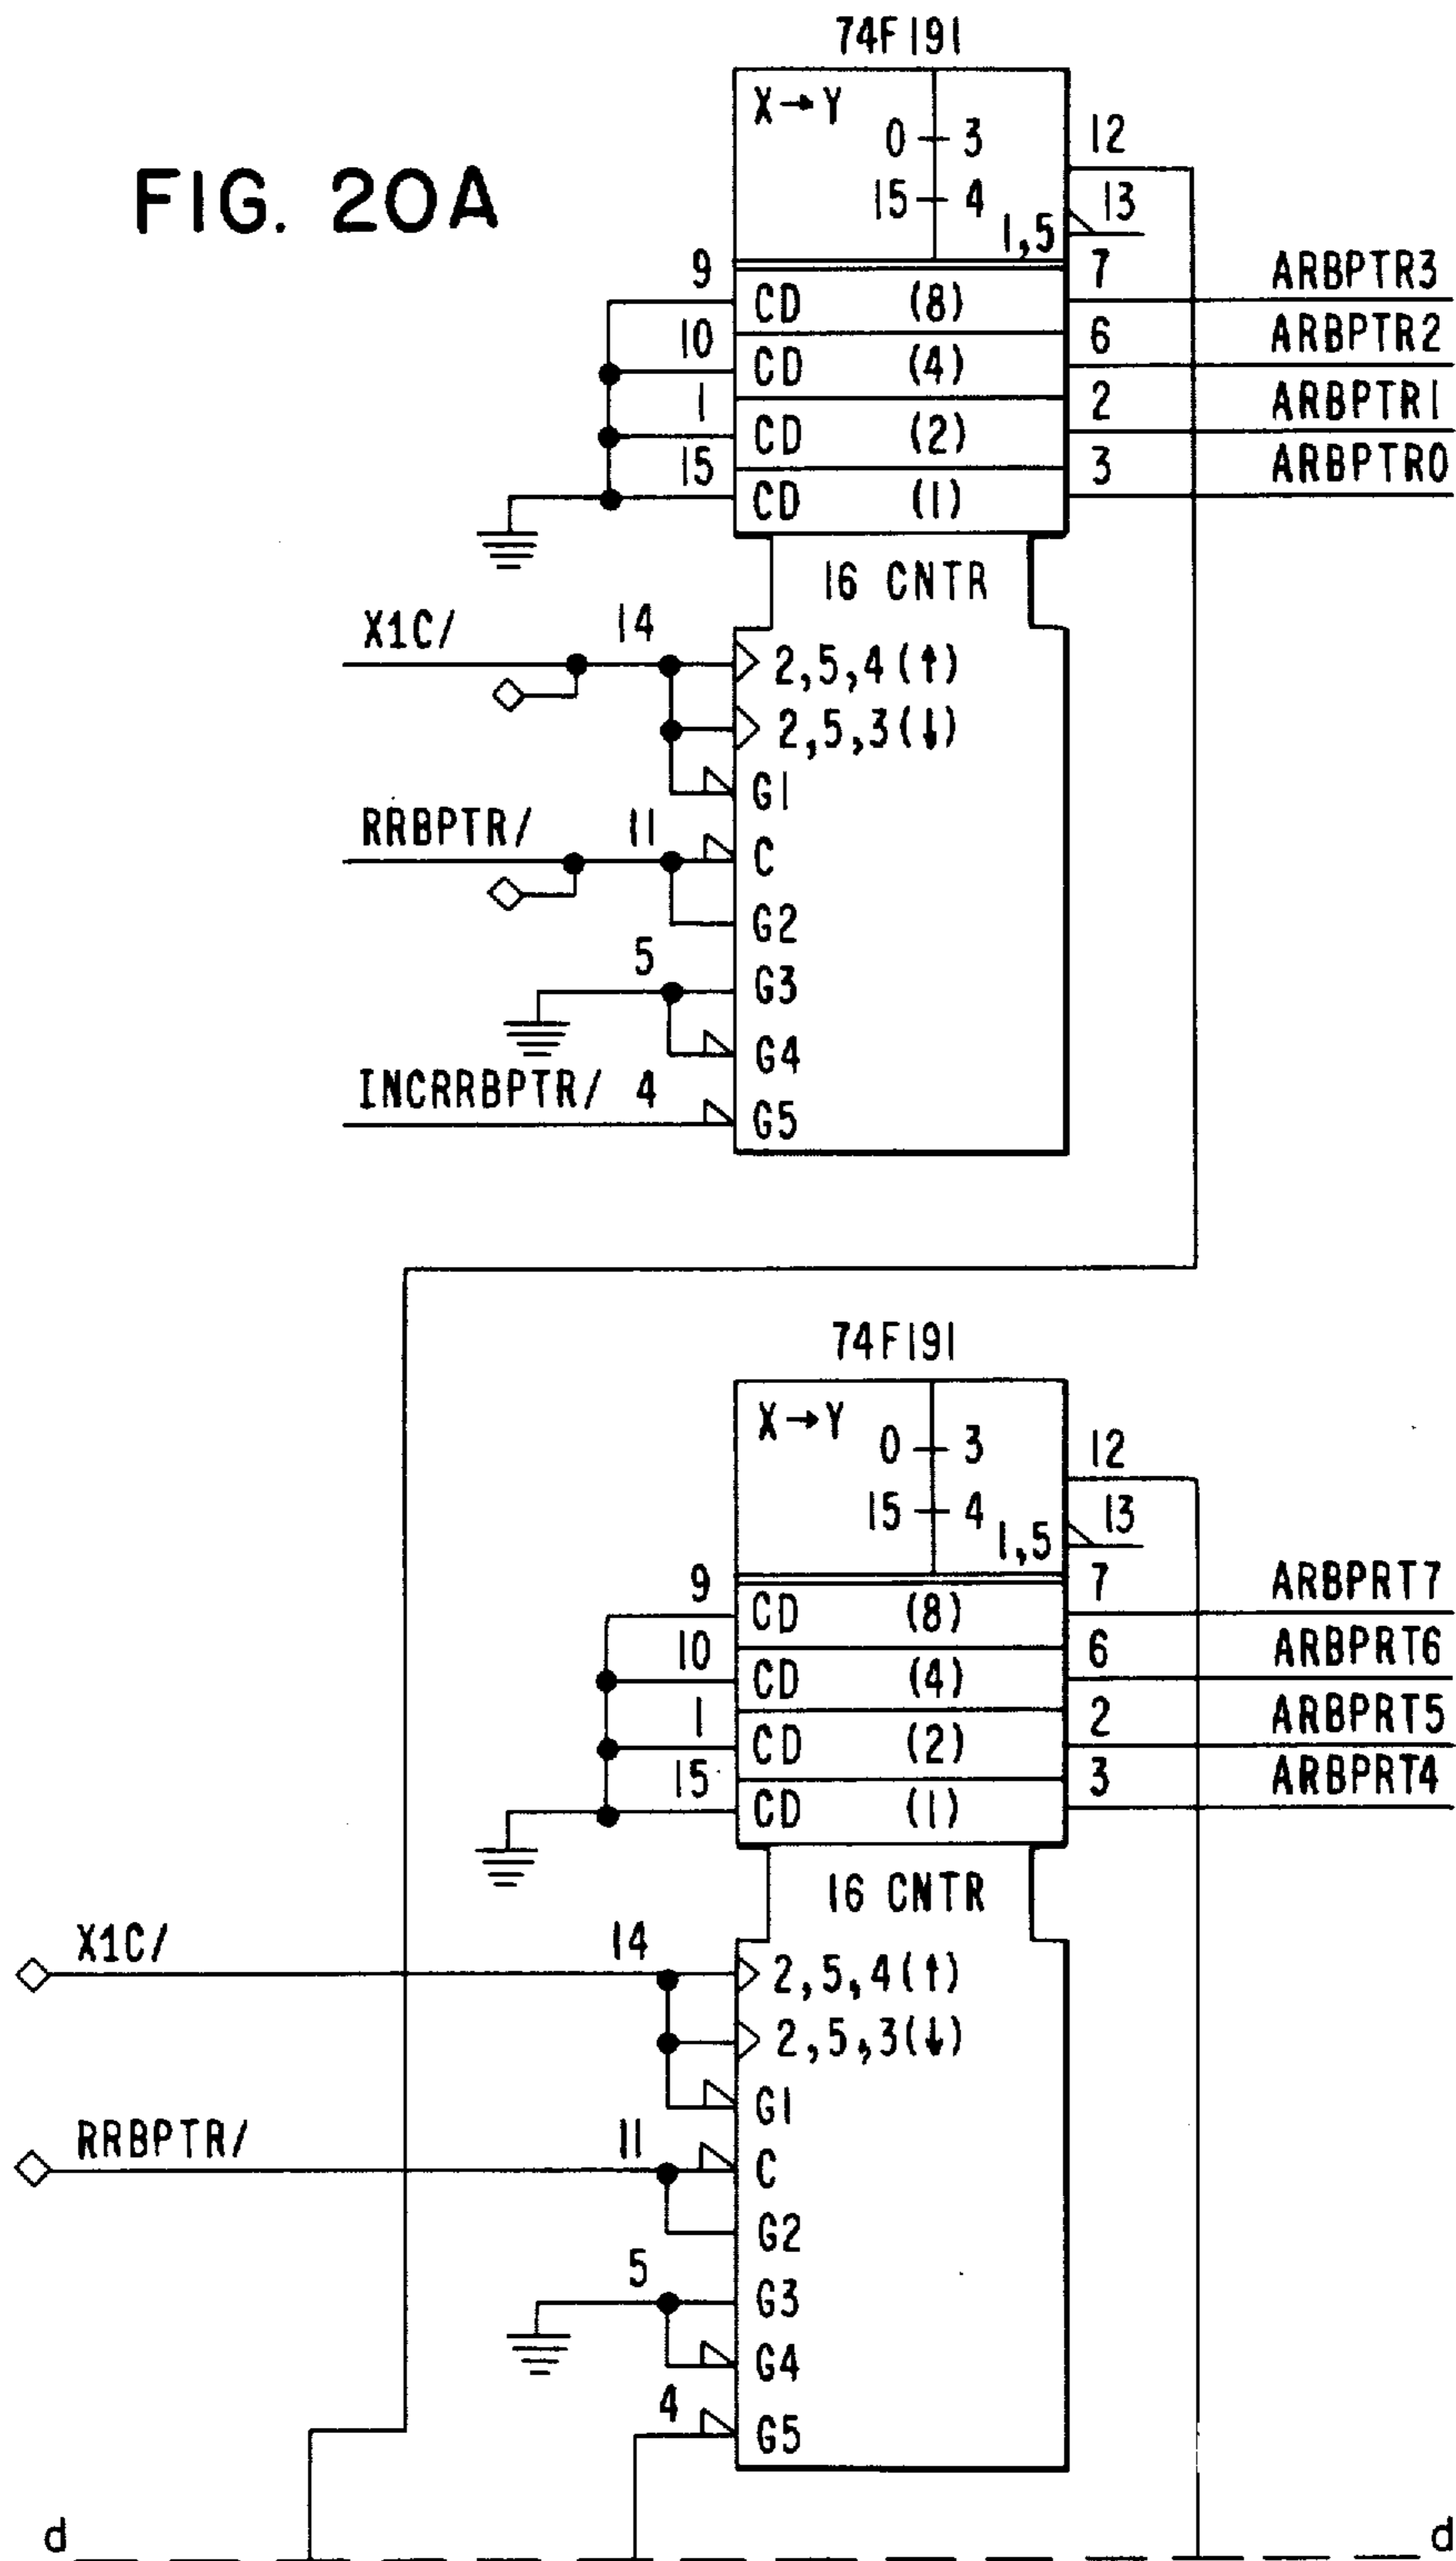 FIG. 20A
74F191
X→Y
0 3
15 4
1,5
12
13
9 CD (8) 7 ARBPTR3
10 CD (4) 6 ARBPTR2
1 CD (2) 2 ARBPTR1
15 CD (1) 3 ARBPTR0
16 CNTR
X1C/ 14 2,5,4(↑)
2,5,3(↓)
G1
RRBPTR/ 11 C
G2
5 G3
G4
INCRRBPTR/ 4 G5
74F191
X→Y
0 3
15 4
1,5
12
13
9 CD (8) 7 ARBPRT7
10 CD (4) 6 ARBPRT6
1 CD (2) 2 ARBPRT5
15 CD (1) 3 ARBPRT4
16 CNTR
X1C/ 14 2,5,4(↑)
2,5,3(↓)
G1
RRBPTR/ 11 C
G2
5 G3
G4
4 G5
d d